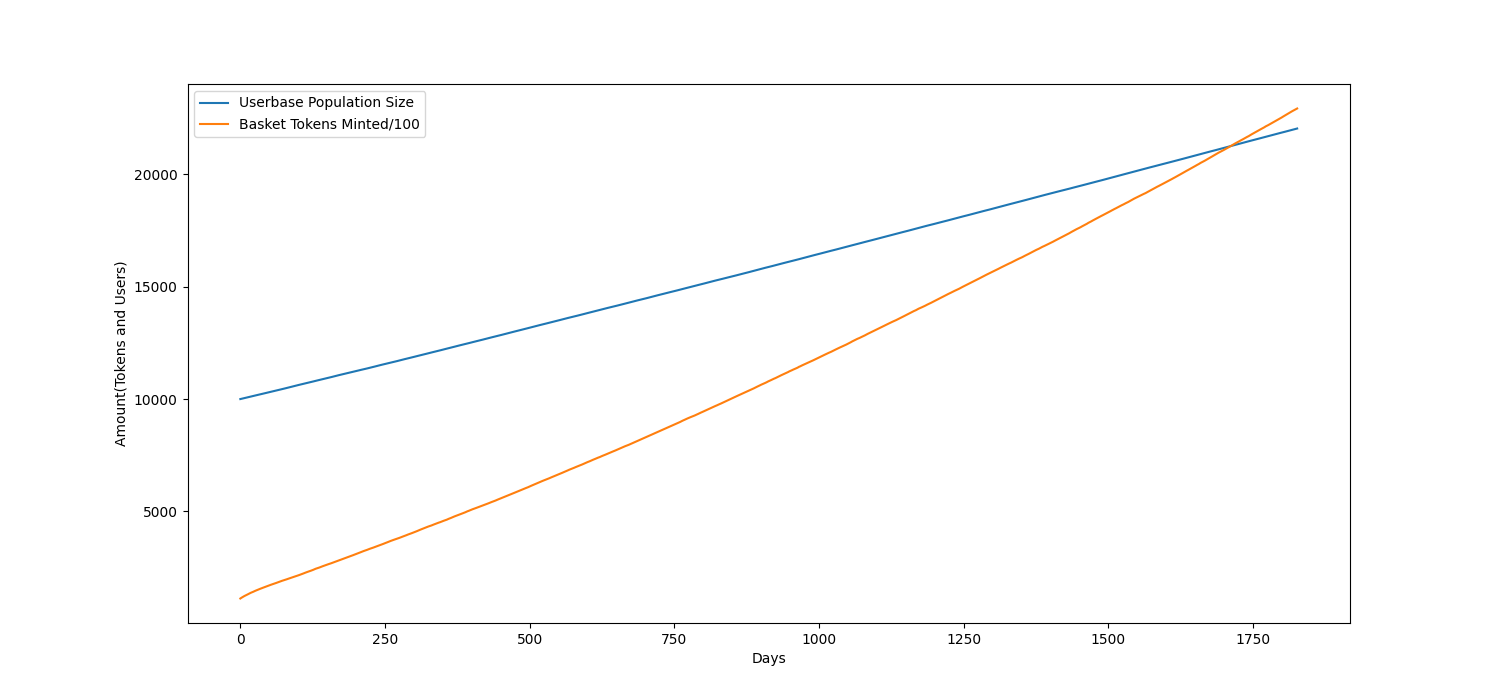 Userbase Population Size
Basket Tokens Minted/100
Amount(Tokens and Users)
20000
15000
10000
5000
0 250 500 750 1000 1250 1500 1750
Days